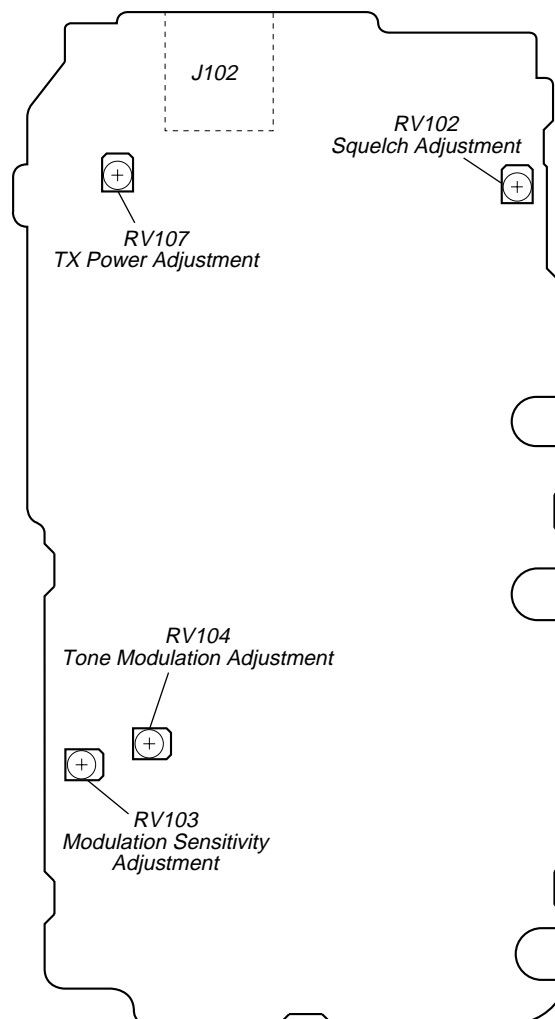 J102
RV102
Squelch Adjustment
RV107
TX Power Adjustment
RV104
Tone Modulation Adjustment
RV103
Modulation Sensitivity
Adjustment